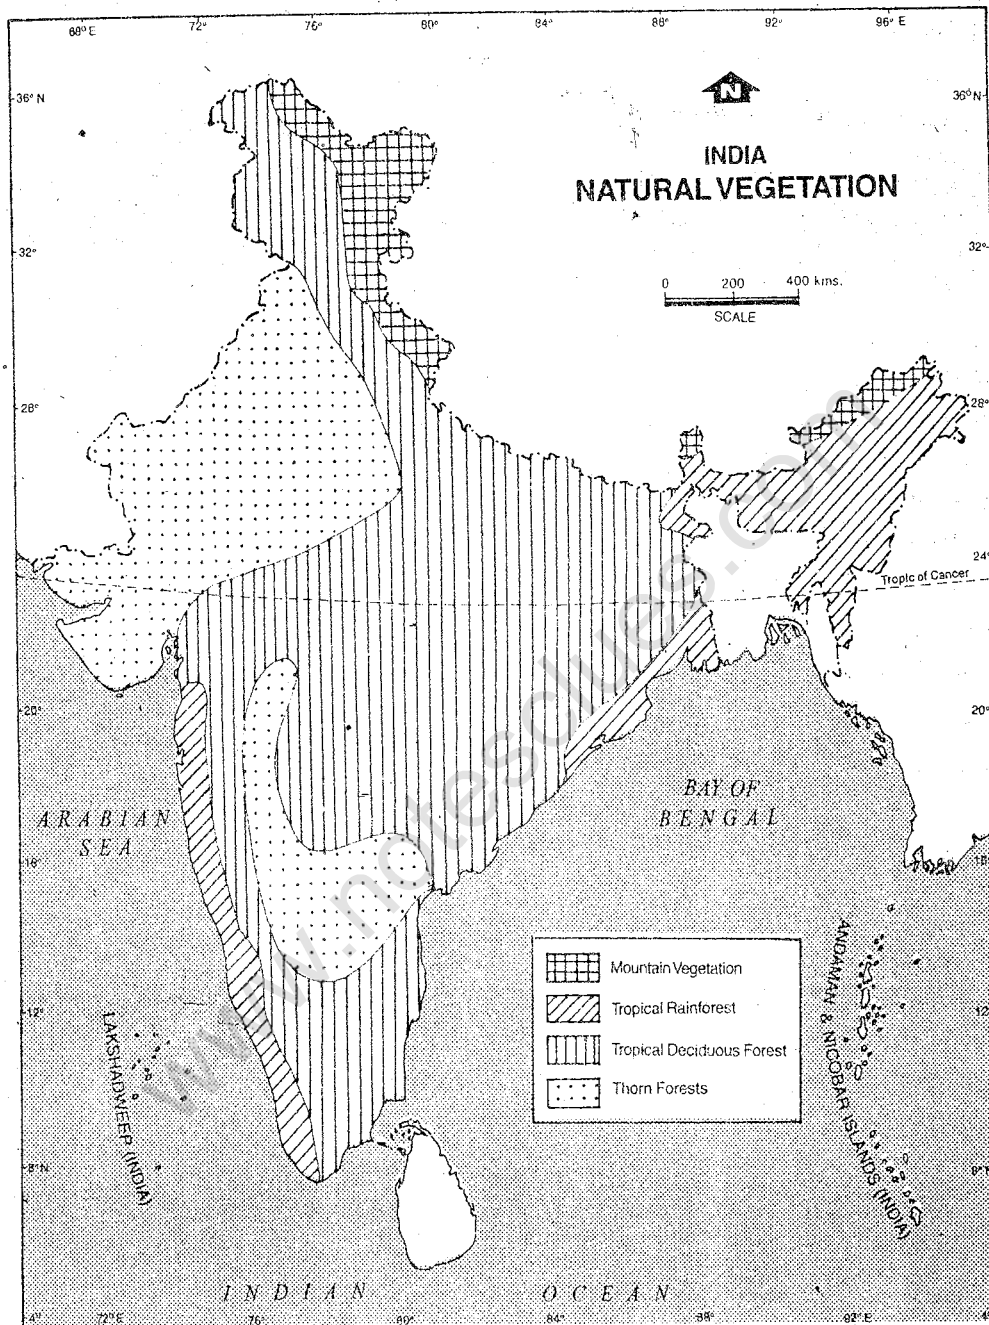 68° E 72° 76° 80° 84° 88° 92° 96° E
36° N
36° N
N
INDIA
NATURAL VEGETATION
32°
32°
0 200 400 kms.
SCALE
28°
28°
24°
Tropic of Cancer
20°
20°
ARABIAN
SEA
BAY OF
BENGAL
16°
16°
Mountain Vegetation
Tropical Rainforest
Tropical Deciduous Forest
Thorn Forests
12°
12°
LAKSHADWEEP (INDIA)
ANDAMAN & NICOBAR ISLANDS (INDIA)
8° N
8° N
INDIAN OCEAN
4° 72° E 76° 80° 84° 88° 92° E 4°
www.notesclues.com